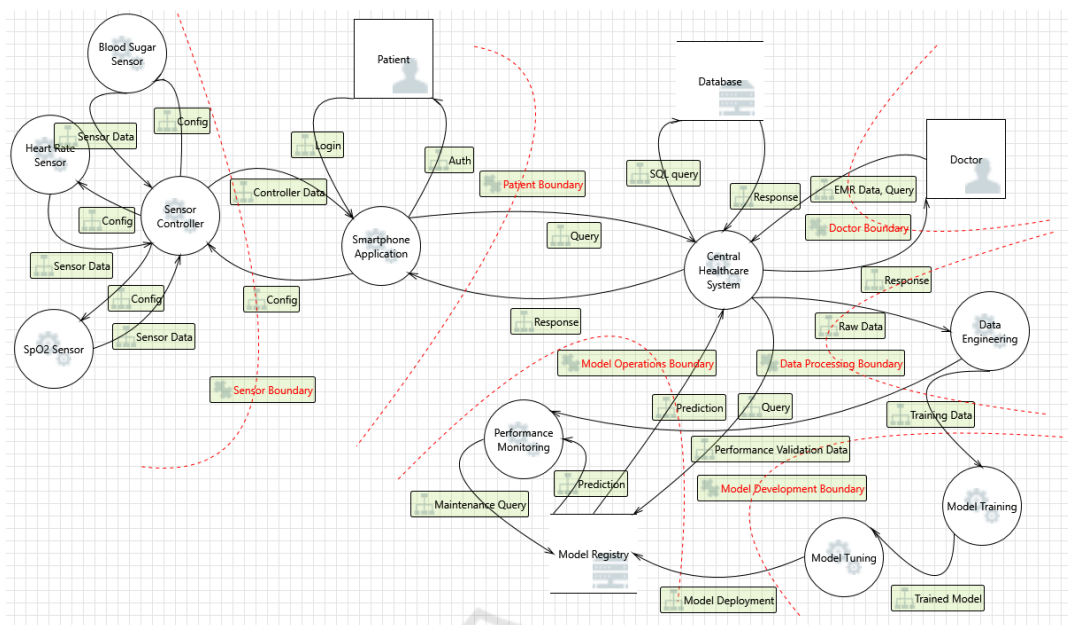 Blood Sugar
Sensor
Patient
Database
Config
Sensor Data
Heart Rate
Sensor
Login
Auth
SQL query
Response
EMR Data, Query
Doctor
Patient Boundary
Controller Data
Sensor
Controller
Config
Smartphone
Application
Query
Central
Healthcare
System
Doctor Boundary
Sensor Data
Config
Config
Response
Sensor Data
SpO2 Sensor
Response
Raw Data
Data
Engineering
Model Operations Boundary
Data Processing Boundary
Sensor Boundary
Prediction
Query
Training Data
Performance
Monitoring
Performance Validation Data
Prediction
Model Development Boundary
Maintenance Query
Model Training
Model Registry
Model Tuning
Model Deployment
Trained Model